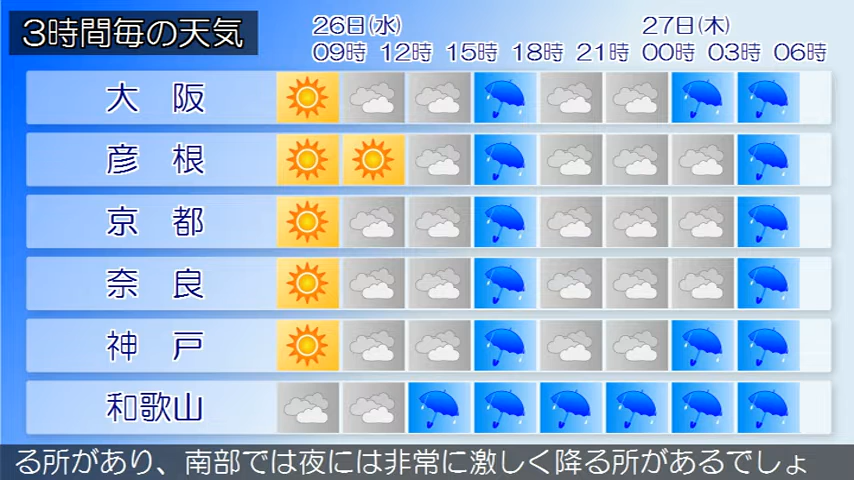 3時間毎の天気
26日(水) 27日(木)
09時 12時 15時 18時 21時 00時 03時 06時
大阪
彦根
京都
奈良
神戸
和歌山
る所があり、南部では夜には非常に激しく降る所があるでしょ